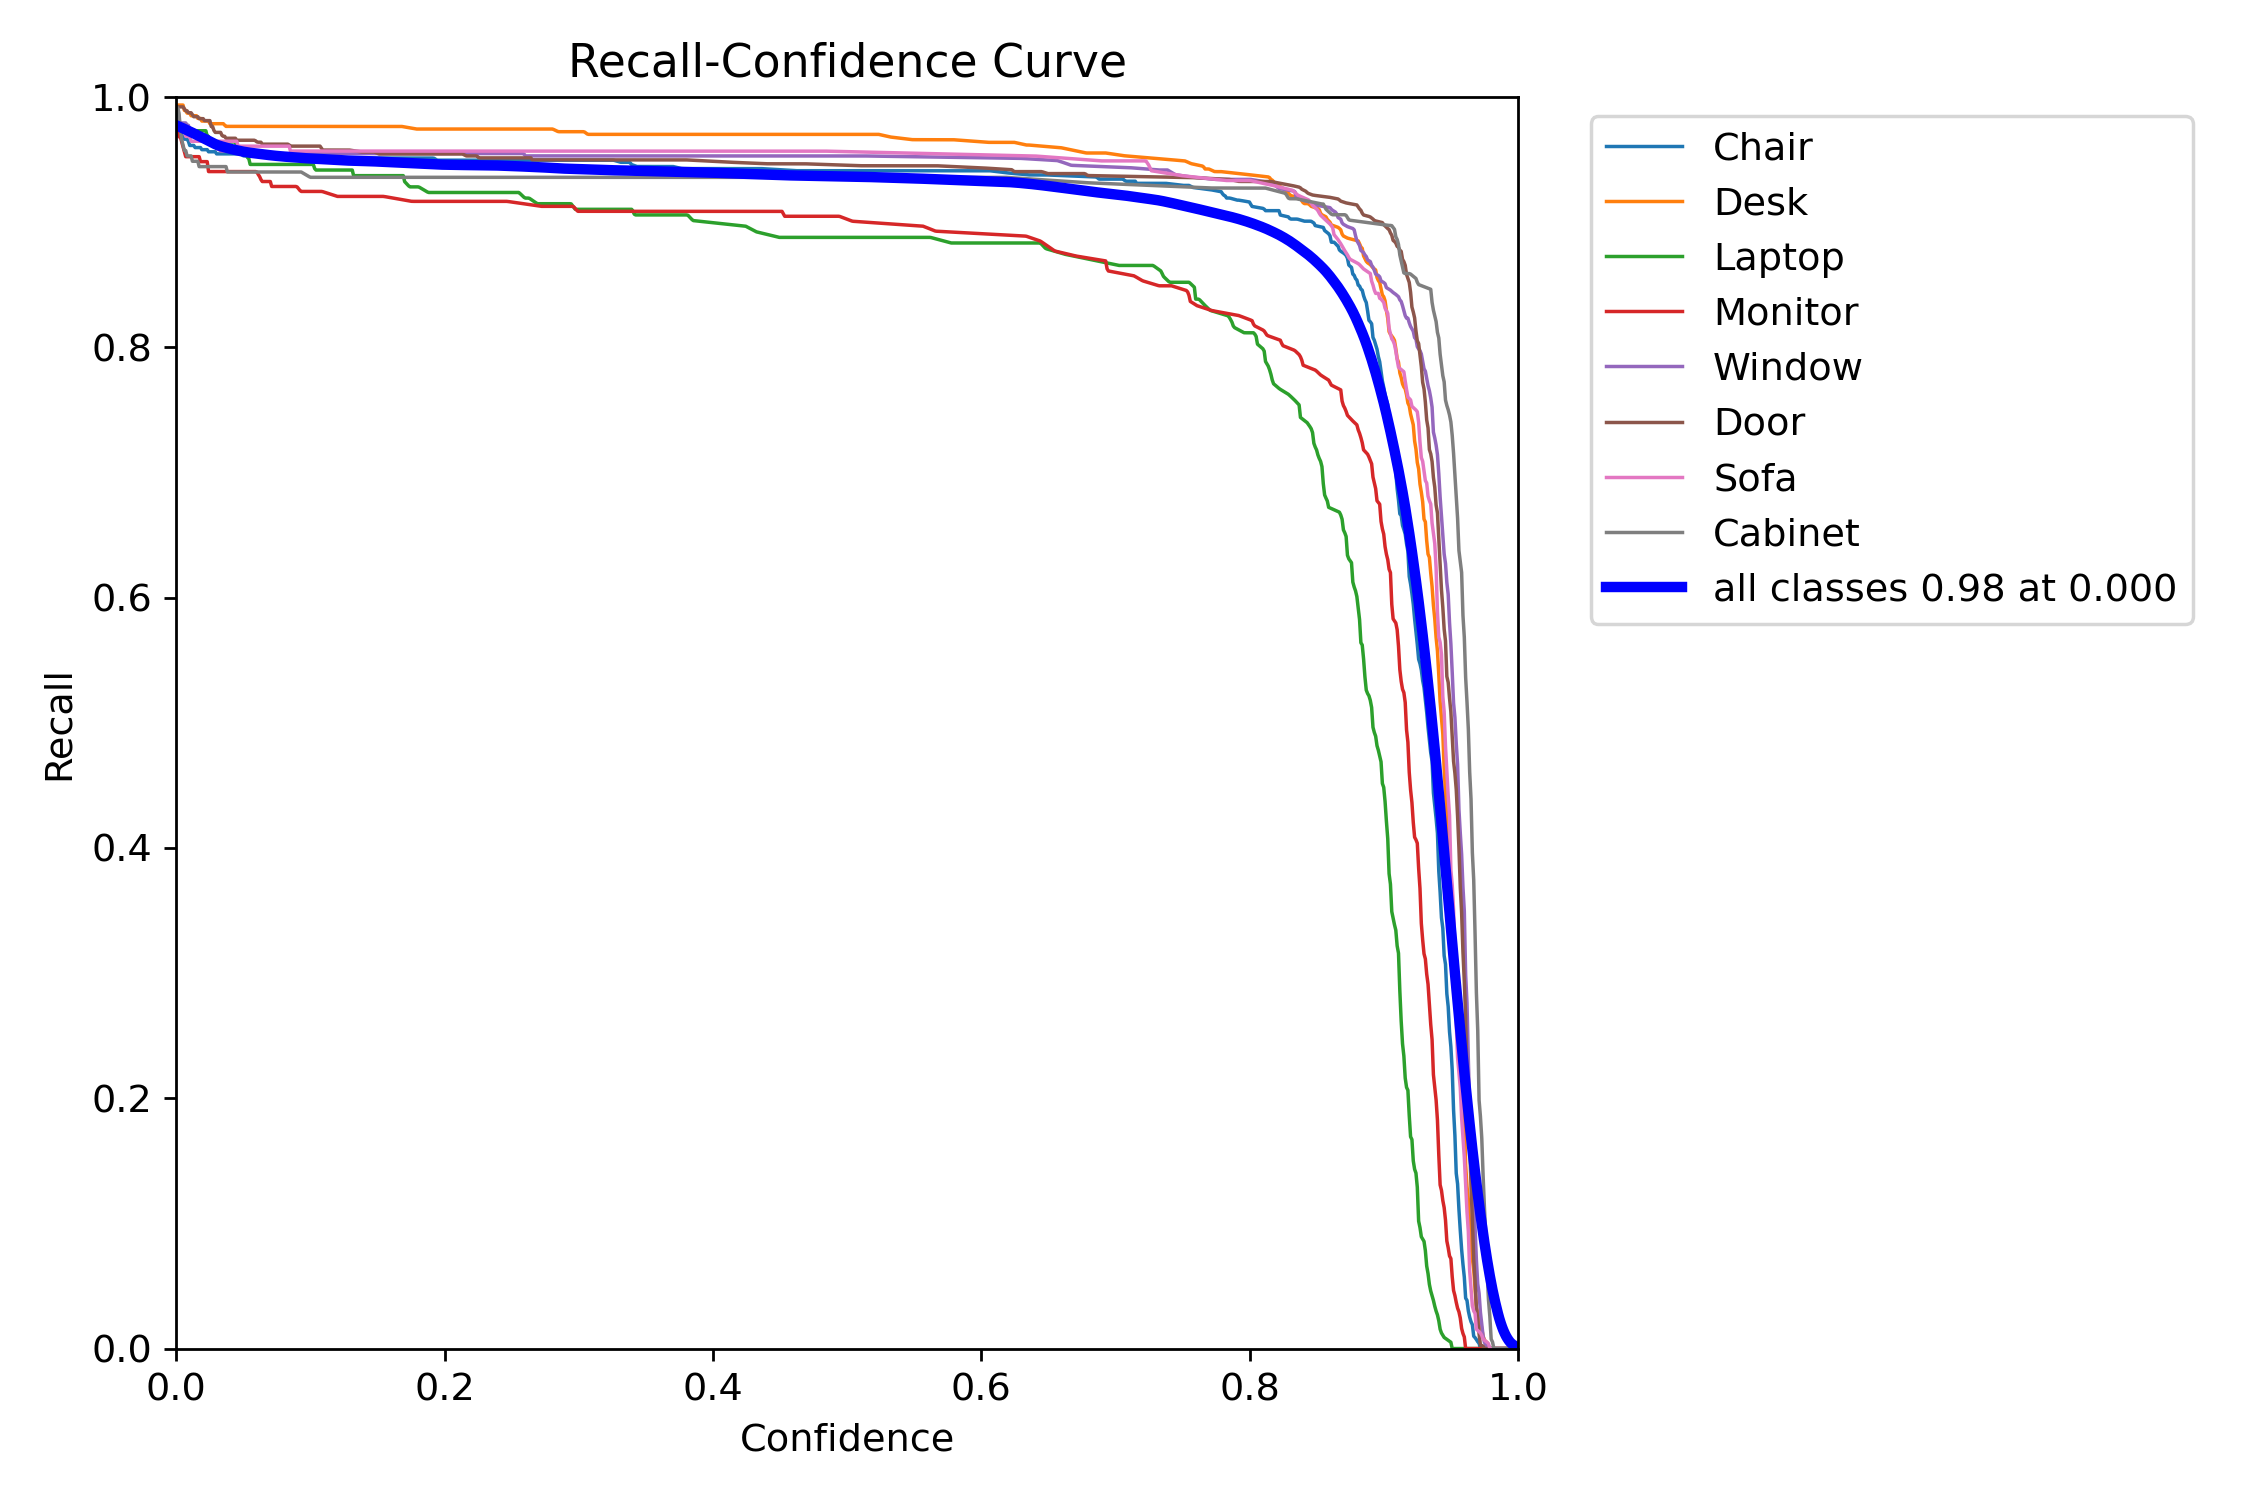 Recall-Confidence Curve
1.0
0.8
0.6
0.4
0.2
0.0
Recall
0.0 0.2 0.4 0.6 0.8 1.0
Confidence
Chair
Desk
Laptop
Monitor
Window
Door
Sofa
Cabinet
all classes 0.98 at 0.000